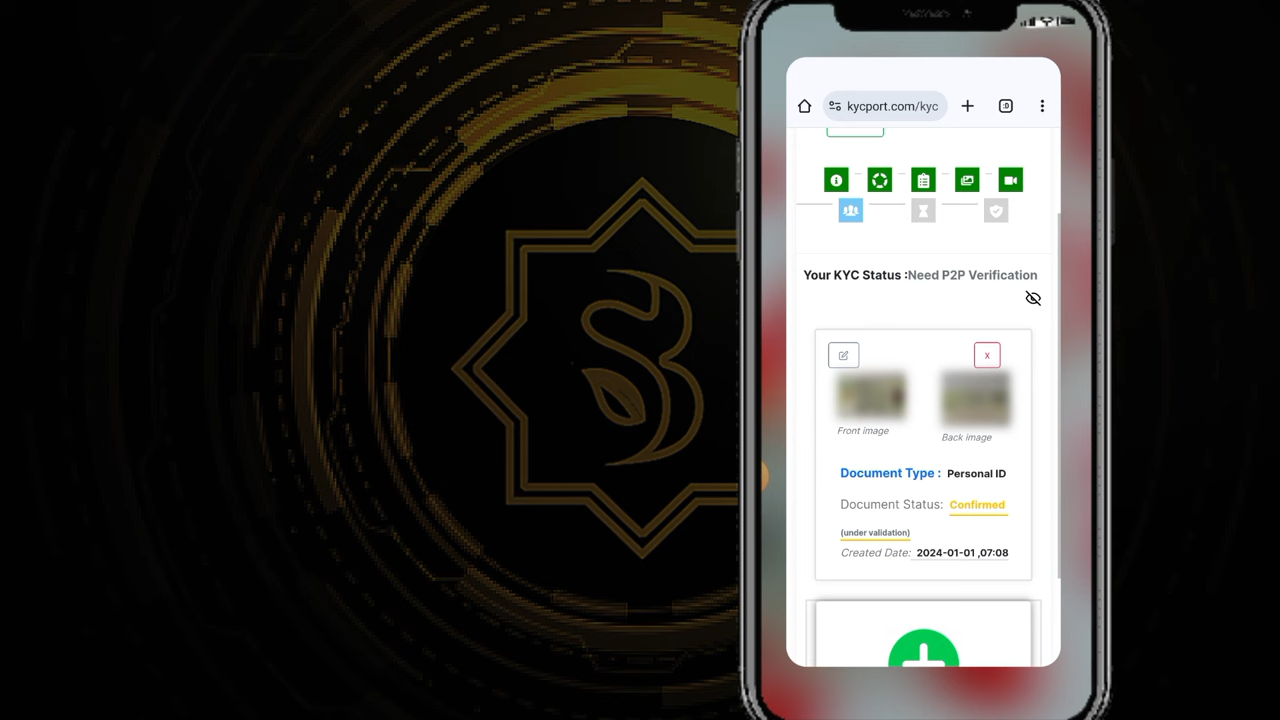 kycport.com/kyc
:D
Your KYC Status :Need P2P Verification
x
Front image
Back image
Document Type : Personal ID
Document Status: Confirmed
(under validation)
Created Date: 2024-01-01 ,07:08